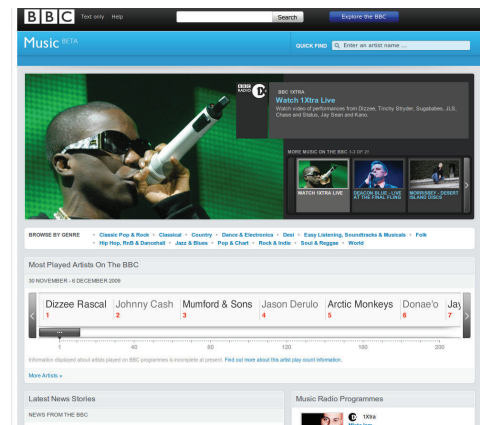 BBC Text only Help Search Explore the BBC
Music BETA QUICK FIND Enter an artist name ...
BBC RADIO 1X BBC 1XTRA
Watch 1Xtra Live
Watch video of performances from Dizzee, Tinchy Stryder, Sugababes, JLS,
Chase and Status, Jay Sean and Kano.
MORE MUSIC ON THE BBC 1-3 OF 21
WATCH 1XTRA LIVE
DEACON BLUE - LIVE
AT THE FINAL FLING
MORRISSEY - DESERT
ISLAND DISCS
BROWSE BY GENRE • Classic Pop & Rock • Classical • Country • Dance & Electronica • Desi • Easy Listening, Soundtracks & Musicals • Folk
• Hip Hop, RnB & Dancehall • Jazz & Blues • Pop & Chart • Rock & Indie • Soul & Reggae • World
Most Played Artists On The BBC
30 NOVEMBER - 6 DECEMBER 2009
Dizzee Rascal Johnny Cash Mumford & Sons Jason Derulo Arctic Monkeys Donae'o Jay
1 2 3 4 5 6 7
1 40 80 120 160 200
Information displayed about artists played on BBC programmes is incomplete at present. Find out more about this artist play count information.
More Artists »
Latest News Stories
NEWS FROM THE BBC
Music Radio Programmes
1Xtra